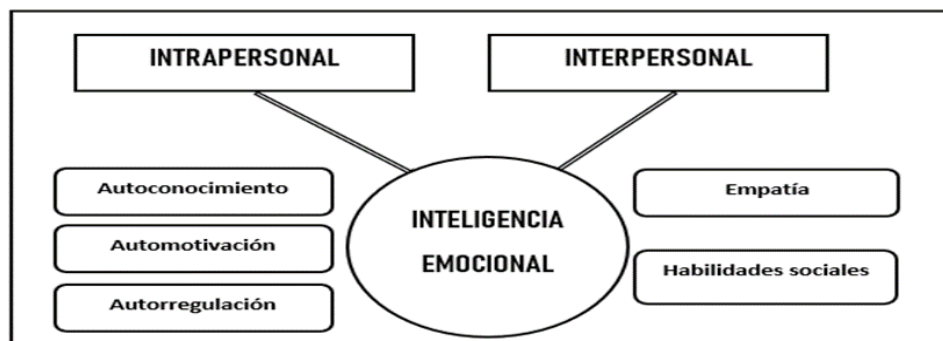 INTRAPERSONAL
INTERPERSONAL
Autoconocimiento
Automotivación
Autorregulación
INTELIGENCIA
EMOCIONAL
Empatía
Habilidades sociales